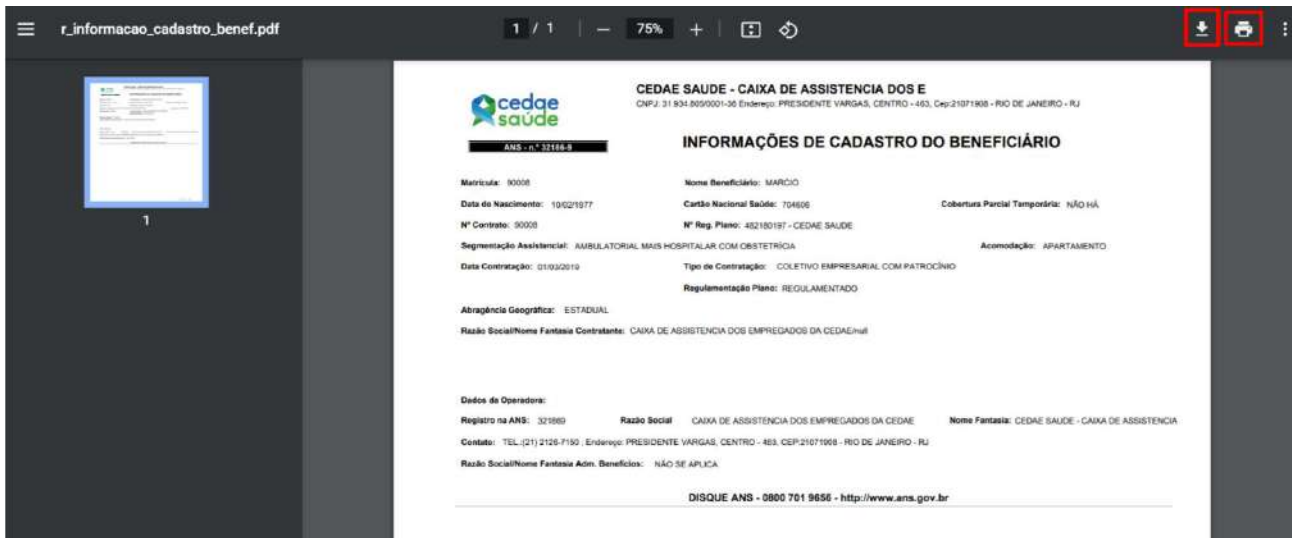 r_informacao_cadastro_benef.pdf
1 / 1
75%
1
cedae
saúde
ANS - n.º 32186-9
CEDAE SAUDE - CAIXA DE ASSISTENCIA DOS E
CNPJ: 31.934.805/0001-36 Endereço: PRESIDENTE VARGAS, CENTRO - 463, Cep:21071908 - RIO DE JANEIRO - RJ
INFORMAÇÕES DE CADASTRO DO BENEFICIÁRIO
Matrícula: 90008 Nome Beneficiário: MARCIO
Data de Nascimento: 10/02/1977 Cartão Nacional Saúde: 704606 Cobertura Parcial Temporária: NÃO HÁ
Nº Contrato: 90008 Nº Reg. Plano: 482180197 - CEDAE SAUDE
Segmentação Assistencial: AMBULATORIAL MAIS HOSPITALAR COM OBSTETRÍCIA Acomodação: APARTAMENTO
Data Contratação: 01/03/2019 Tipo de Contratação: COLETIVO EMPRESARIAL COM PATROCÍNIO
Regulamentação Plano: REGULAMENTADO
Abragência Geográfica: ESTADUAL
Razão Social/Nome Fantasia Contratante: CAIXA DE ASSISTENCIA DOS EMPREGADOS DA CEDAE/null
Dados da Operadora:
Registro na ANS: 321869 Razão Social CAIXA DE ASSISTENCIA DOS EMPREGADOS DA CEDAE Nome Fantasia: CEDAE SAUDE - CAIXA DE ASSISTENCIA
Contato: TEL.:(21) 2126-7150 ; Endereço: PRESIDENTE VARGAS, CENTRO - 463, CEP:21071908 - RIO DE JANEIRO - RJ
Razão Social/Nome Fantasia Adm. Benefícios: NÃO SE APLICA
DISQUE ANS - 0800 701 9656 - http://www.ans.gov.br